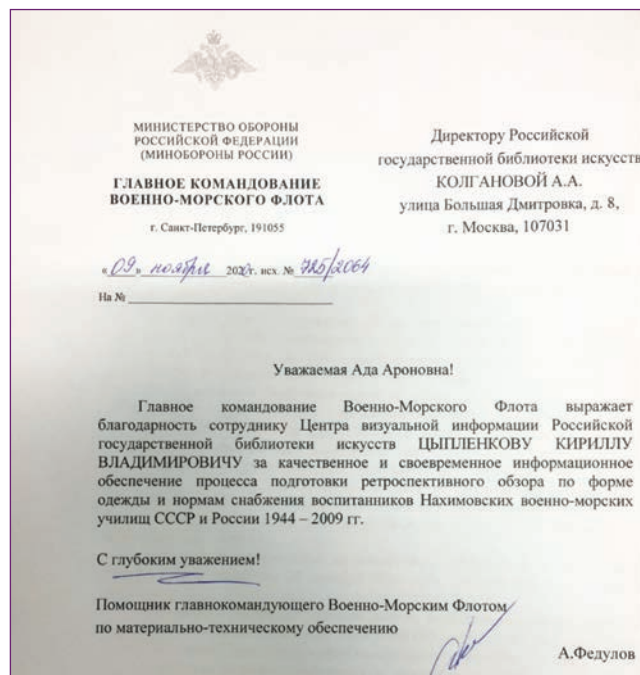 МИНИСТЕРСТВО ОБОРОНЫ
РОССИЙСКОЙ ФЕДЕРАЦИИ
(МИНОБОРОНЫ РОССИИ)
ГЛАВНОЕ КОМАНДОВАНИЕ
ВОЕННО-МОРСКОГО ФЛОТА
г. Санкт-Петербург, 191055
«09» ноября 2020г. исх. № 725/2064
На №
Директору Российской
государственной библиотеки искусств
КОЛГАНОВОЙ А.А.
улица Большая Дмитровка, д. 8,
г. Москва, 107031
Уважаемая Ада Ароновна!
Главное командование Военно-Морского Флота выражает
благодарность сотруднику Центра визуальной информации Российской
государственной библиотеки искусств ЦЫПЛЕНКОВУ КИРИЛЛУ
ВЛАДИМИРОВИЧУ за качественное и своевременное информационное
обеспечение процесса подготовки ретроспективного обзора по форме
одежды и нормам снабжения воспитанников Нахимовских военно-морских
училищ СССР и России 1944 – 2009 гг.
С глубоким уважением!
Помощник главнокомандующего Военно-Морским Флотом
по материально-техническому обеспечению
А.Федулов